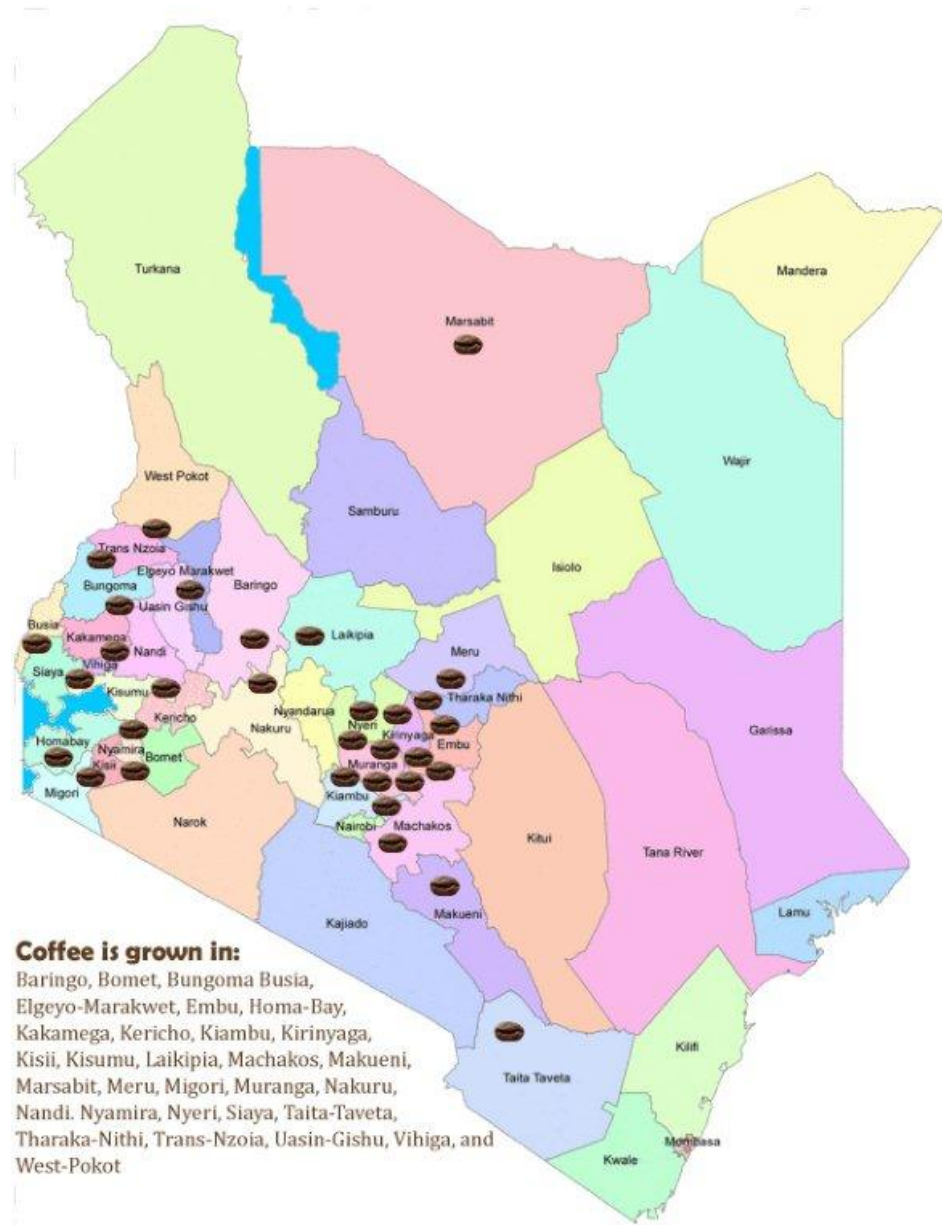 Turkana
Mandera
Marsabit
Wajir
West Pokot
Samburu
Trans Nzoia
Isiolo
Elgeyo Marakwet
Bungoma
Baringo
Uasin Gishu
Busia
Kakamega
Laikipia
Nandi
Meru
Vihiga
Siaya
Kisumu
Tharaka Nithi
Nyandarua
Kericho
Nyeri
Nakuru
Garissa
Kirinyaga
Homabay
Nyamira
Embu
Bomet
Kisii
Muranga
Migori
Kiambu
Narok
Nairobi
Machakos
Kitui
Tana River
Makueni
Lamu
Kajiado
Coffee is grown in:
Baringo, Bomet, Bungoma Busia,
Elgeyo-Marakwet, Embu, Homa-Bay,
Kakamega, Kericho, Kiambu, Kirinyaga,
Kisii, Kisumu, Laikipia, Machakos, Makueni,
Marsabit, Meru, Migori, Muranga, Nakuru,
Nandi. Nyamira, Nyeri, Siaya, Taita-Taveta,
Tharaka-Nithi, Trans-Nzoia, Uasin-Gishu, Vihiga, and
West-Pokot
Kilifi
Taita Taveta
Mombasa
Kwale